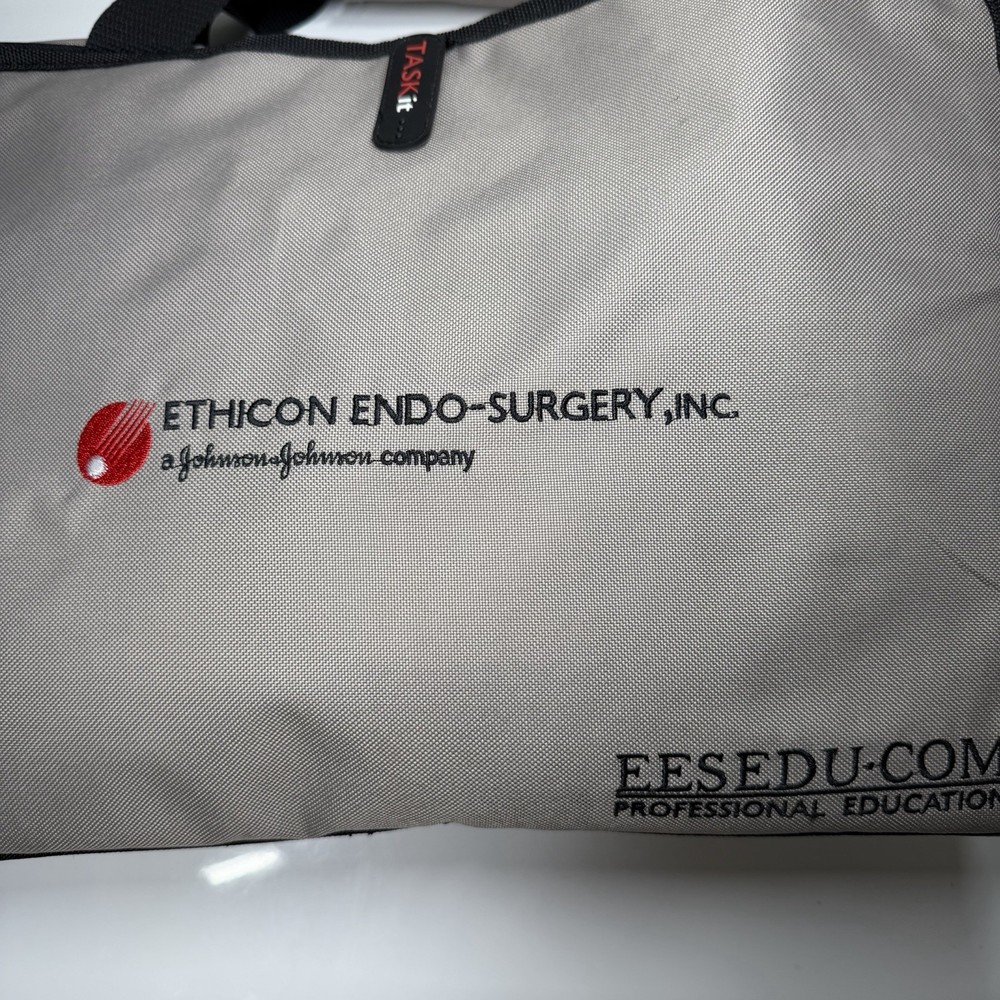 TASKit
ETHICON ENDO-SURGERY, INC.
a Johnson & Johnson company
EESEDU·COM
PROFESSIONAL EDUCATION